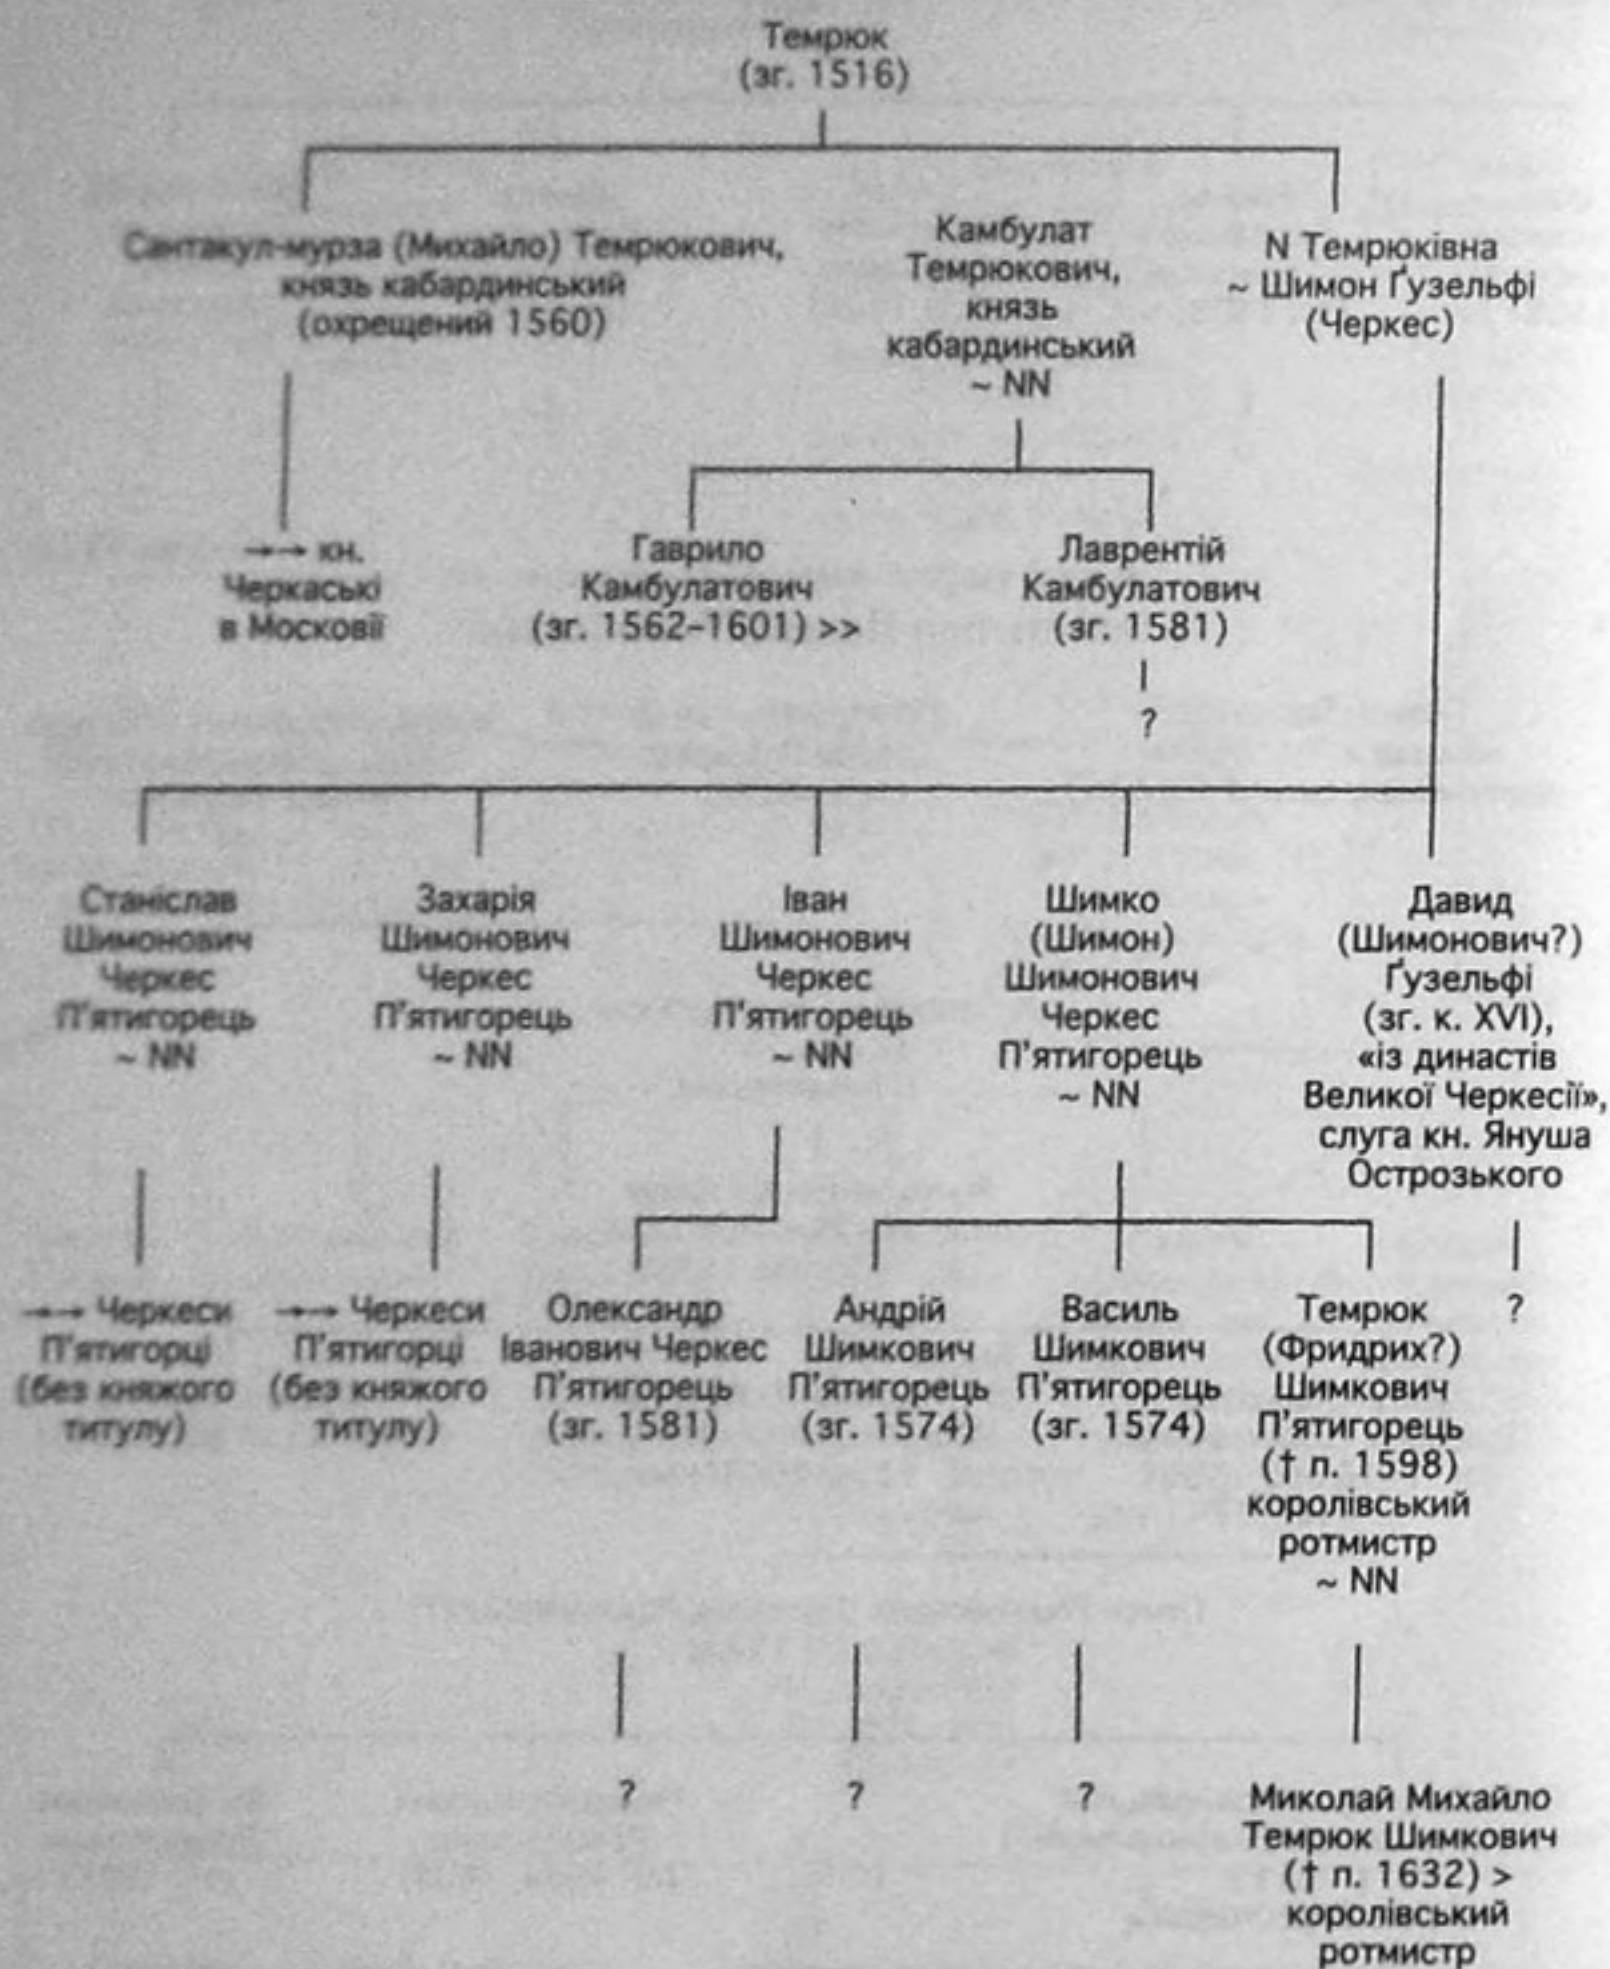 Темрюк
(зг. 1516)
Сантакул-мурза (Михайло) Темрюкович,
князь кабардинський
(охрещений 1560)
Камбулат
Темрюкович,
князь
кабардинський
~ NN
N Темрюківна
~ Шимон Ґузельфі
(Черкес)
→→ кн.
Черкаські
в Московії
Гаврило
Камбулатович
(зг. 1562–1601) >>
Лаврентій
Камбулатович
(зг. 1581)
?
Станіслав
Шимонович
Черкес
П'ятигорець
~ NN
Захарія
Шимонович
Черкес
П'ятигорець
~ NN
Іван
Шимонович
Черкес
П'ятигорець
~ NN
Шимко
(Шимон)
Шимонович
Черкес
П'ятигорець
~ NN
Давид
(Шимонович?)
Ґузельфі
(зг. к. XVI),
«із династів
Великої Черкесії»,
слуга кн. Януша
Острозького
→→ Черкеси
П'ятигорці
(без княжого
титулу)
→→ Черкеси
П'ятигорці
(без княжого
титулу)
Олександр
Іванович Черкес
П'ятигорець
(зг. 1581)
Андрій
Шимкович
П'ятигорець
(зг. 1574)
Василь
Шимкович
П'ятигорець
(зг. 1574)
Темрюк
(Фридрих?)
Шимкович
П'ятигорець
(† п. 1598)
королівський
ротмистр
~ NN
?
?
?
?
Миколай Михайло
Темрюк Шимкович
(† п. 1632) >
королівський
ротмистр